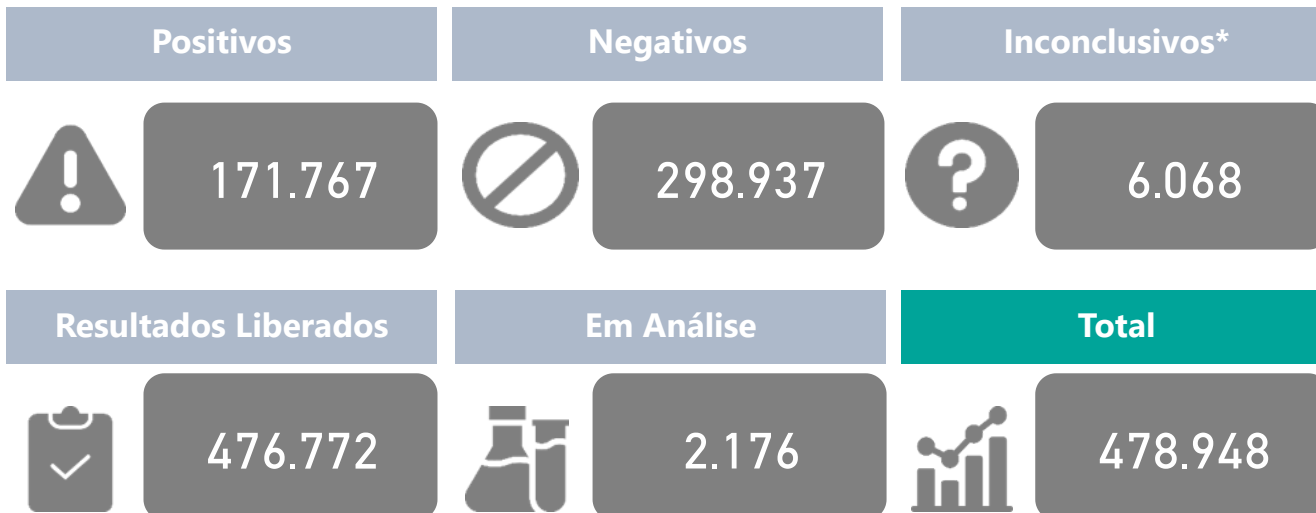 Positivos
Negativos
Inconclusivos*
171.767
298.937
6.068
Resultados Liberados
Em Análise
Total
476.772
2.176
478.948